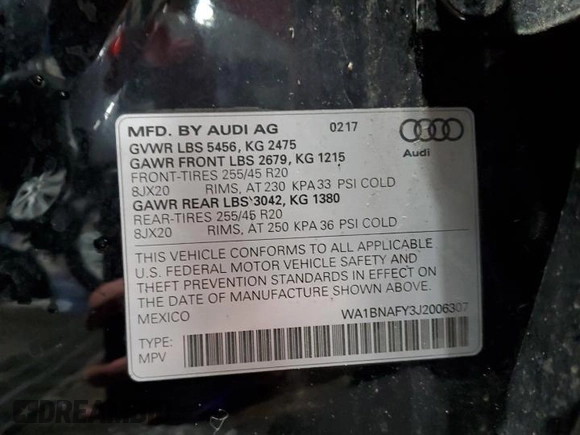 MFD. BY AUDI AG 0217
GVWR LBS 5456, KG 2475
GAWR FRONT LBS 2679, KG 1215
FRONT-TIRES 255/45 R20
8JX20 RIMS, AT 230 KPA 33 PSI COLD
GAWR REAR LBS 3042, KG 1380
REAR-TIRES 255/45 R20
8JX20 RIMS, AT 250 KPA 36 PSI COLD
Audi
THIS VEHICLE CONFORMS TO ALL APPLICABLE
U.S. FEDERAL MOTOR VEHICLE SAFETY AND
THEFT PREVENTION STANDARDS IN EFFECT ON
THE DATE OF MANUFACTURE SHOWN ABOVE.
MEXICO WA1BNAFY3J2006307
TYPE:
MPV